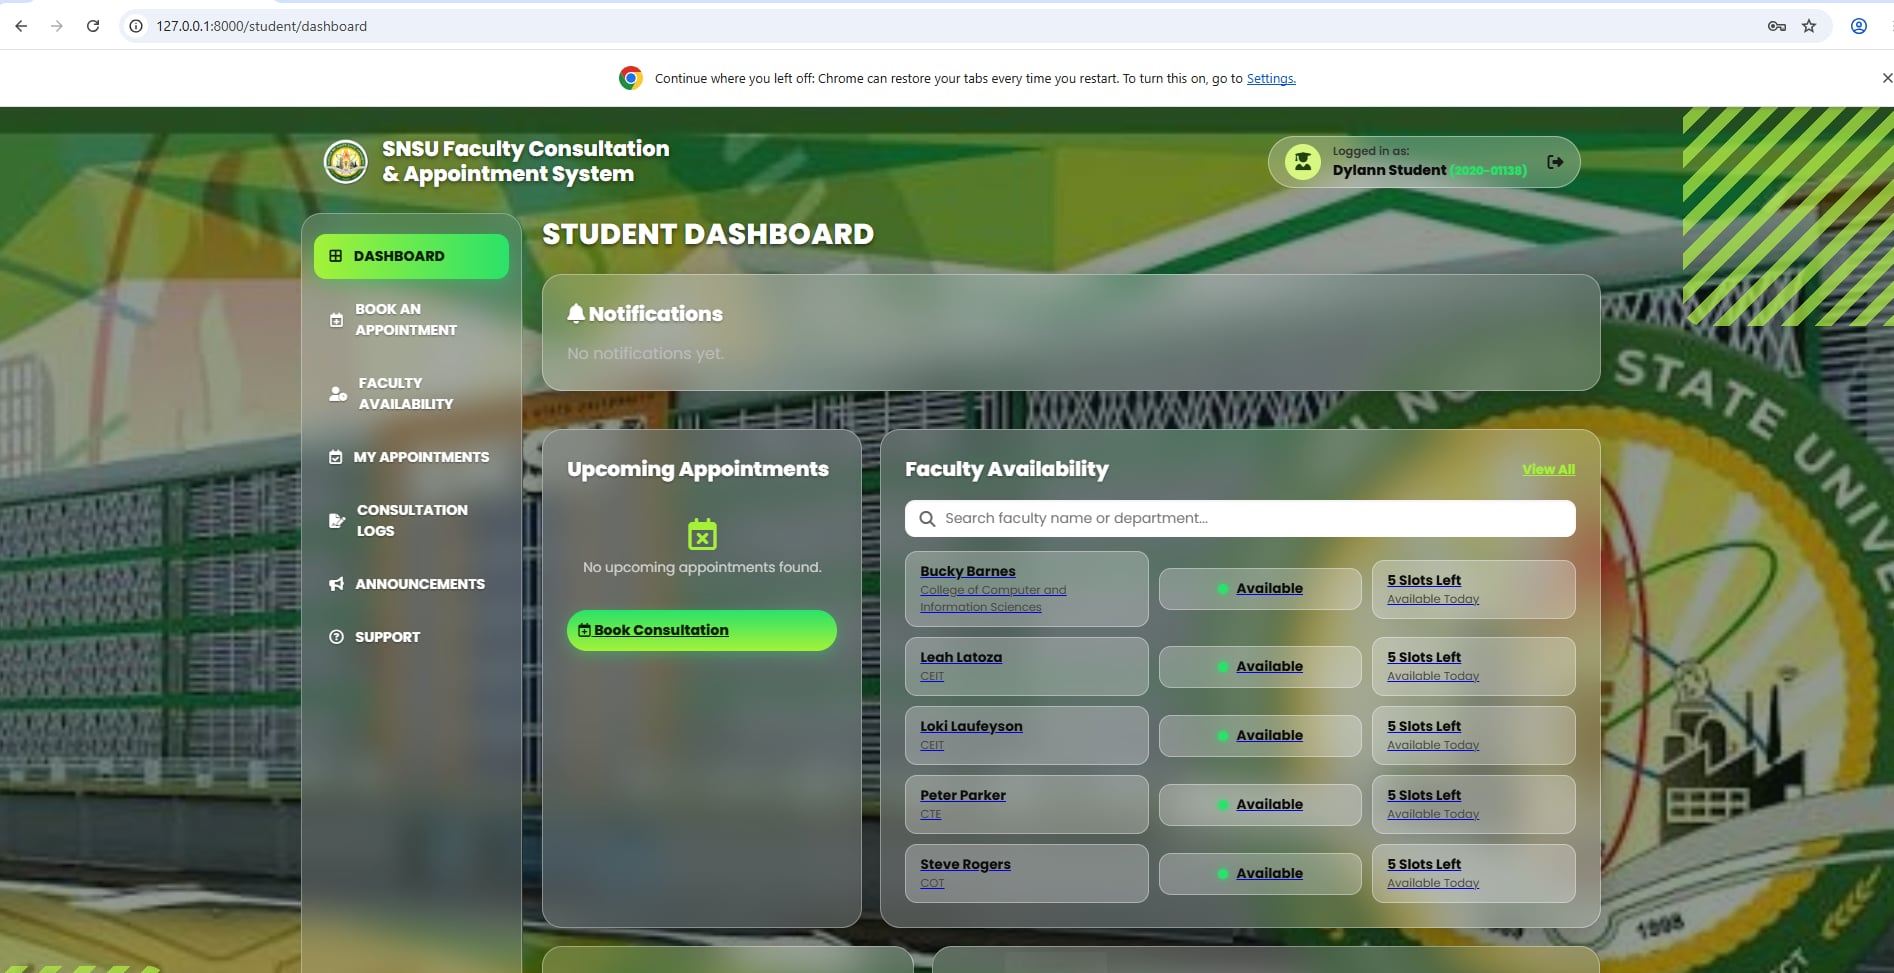 127.0.0.1:8000/student/dashboard
Continue where you left off: Chrome can restore your tabs every time you restart. To turn this on, go to Settings.
SNSU Faculty Consultation
& Appointment System
Logged in as:
Dylann Student (2020-01138)
DASHBOARD
BOOK AN
APPOINTMENT
FACULTY
AVAILABILITY
MY APPOINTMENTS
CONSULTATION
LOGS
ANNOUNCEMENTS
SUPPORT
STUDENT DASHBOARD
Notifications
No notifications yet.
Upcoming Appointments
No upcoming appointments found.
Book Consultation
Faculty Availability
View All
Search faculty name or department...
Bucky Barnes
College of Computer and
Information Sciences
Available
5 Slots Left
Available Today
Leah Latoza
CEIT
Available
5 Slots Left
Available Today
Loki Laufeyson
CEIT
Available
5 Slots Left
Available Today
Peter Parker
CTE
Available
5 Slots Left
Available Today
Steve Rogers
COT
Available
5 Slots Left
Available Today
STATE
1998